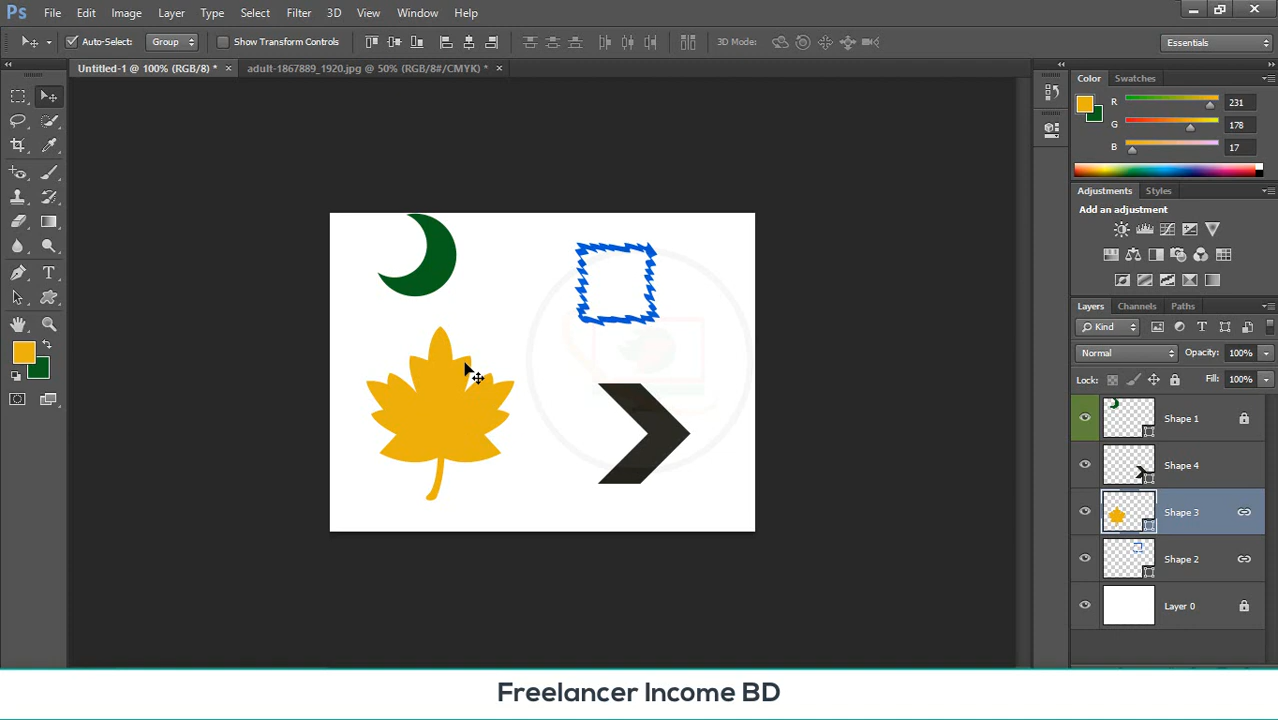 Ps File Edit Image Layer Type Select Filter 3D View Window Help
Auto-Select: Group Show Transform Controls 3D Mode: Essentials
Untitled-1 @ 100% (RGB/8) * × adult-1867889_1920.jpg @ 50% (RGB/8#/CMYK) * ×
Color Swatches
R 231
G 178
B 17
Adjustments Styles
Add an adjustment
Layers Channels Paths
Kind
Normal Opacity: 100%
Lock: Fill: 100%
Shape 1
Shape 4
Shape 3
Shape 2
Layer 0
Freelancer Income BD